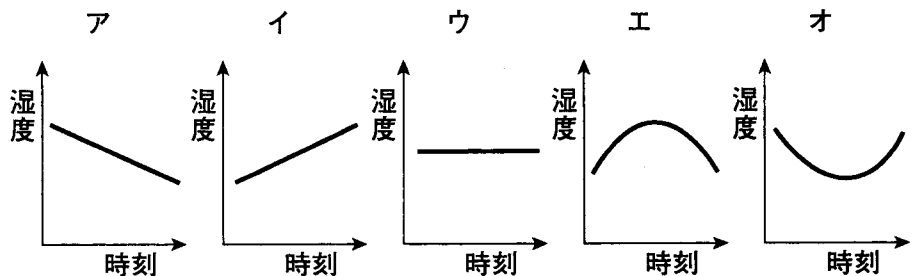 ア イ ウ エ オ
湿度 湿度 湿度 湿度 湿度
時刻 時刻 時刻 時刻 時刻